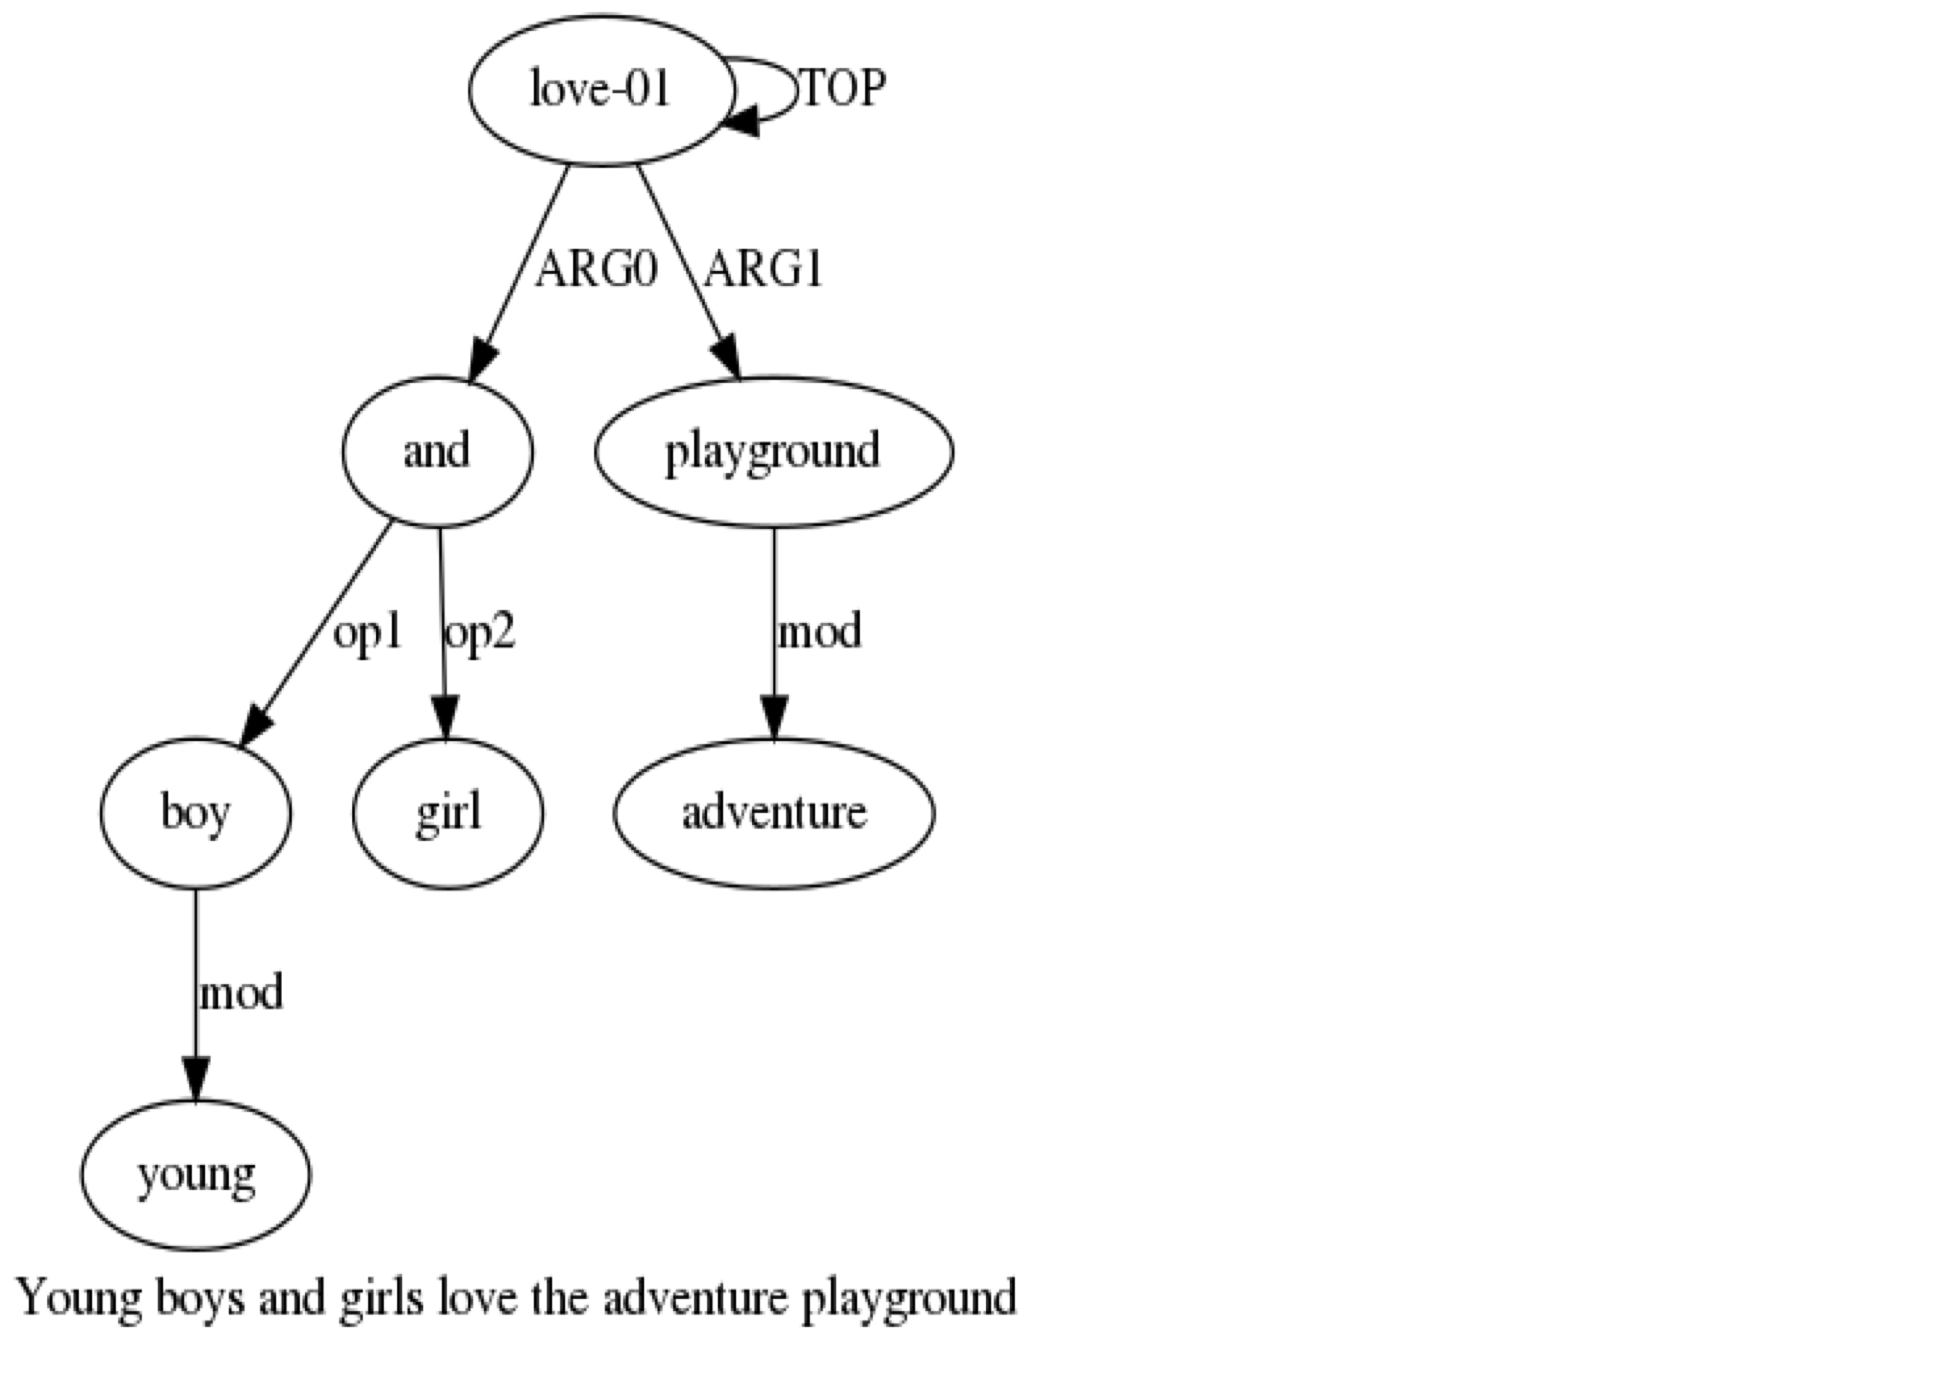 love-01 TOP
ARG0 ARG1
and playground
op1 op2 mod
boy girl adventure
mod
young
Young boys and girls love the adventure playground